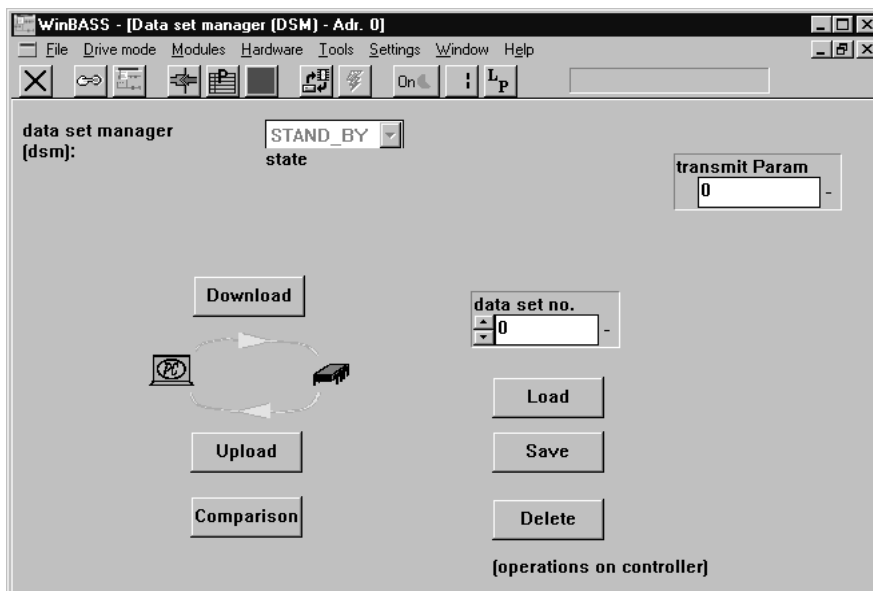 WinBASS - [Data set manager (DSM) - Adr. 0]
File Drive mode Modules Hardware Tools Settings Window Help
P On LP
data set manager
(dsm):
STAND_BY
state
transmit Param
0 -
Download
data set no.
0 -
PC
Load
Upload
Save
Comparison
Delete
(operations on controller)